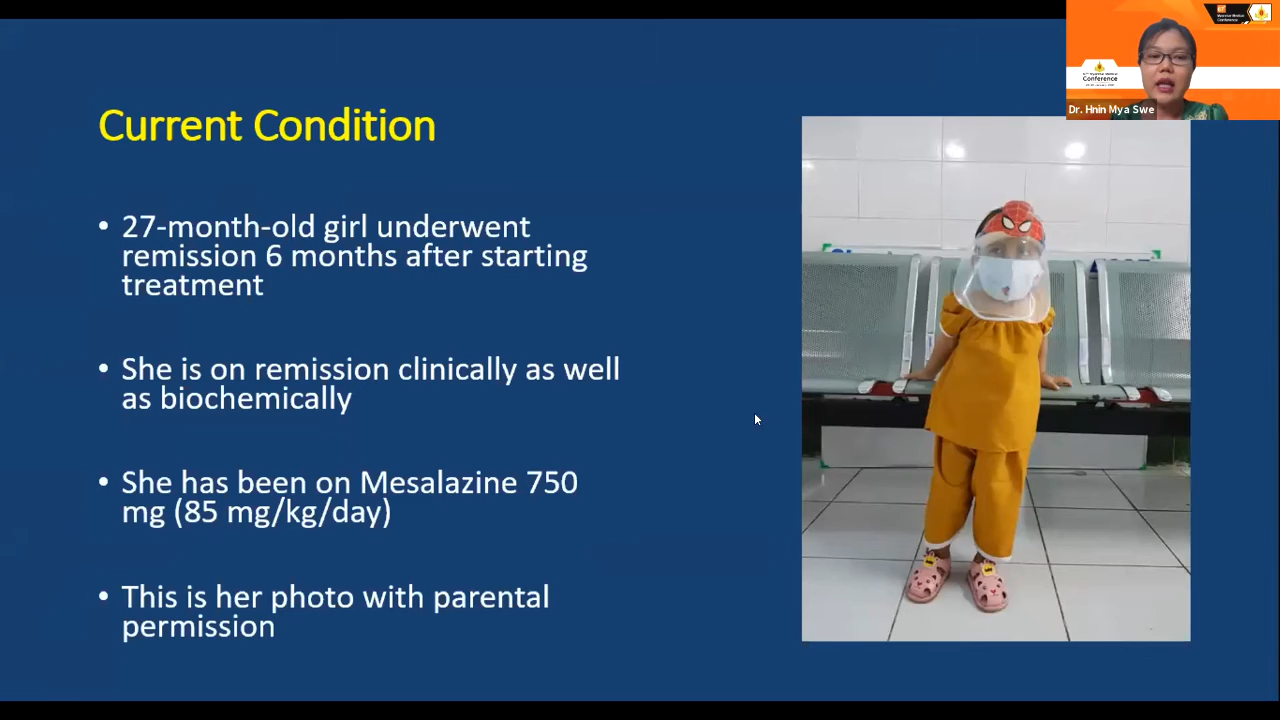 Current Condition
• 27-month-old girl underwent
remission 6 months after starting
treatment
• She is on remission clinically as well
as biochemically
• She has been on Mesalazine 750
mg (85 mg/kg/day)
• This is her photo with parental
permission
Conference
Dr. Hnin Mya Swe